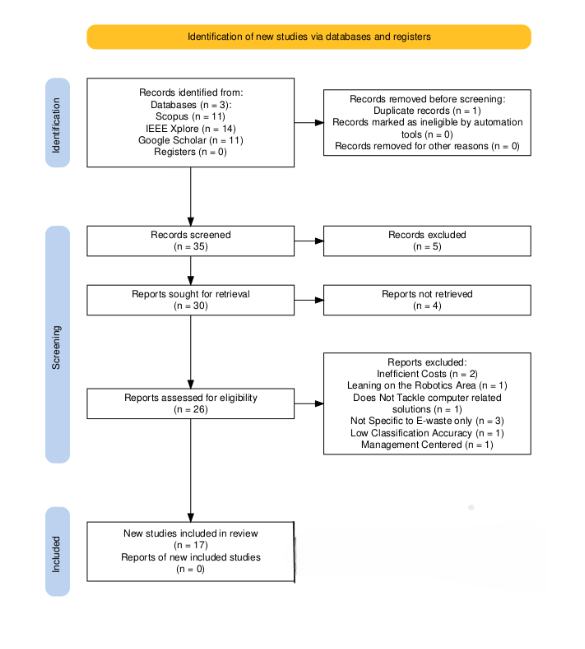 Identification of new studies via databases and registers
Identification
Records identified from:
Databases (n = 3):
Scopus (n = 11)
IEEE Xplore (n = 14)
Google Scholar (n = 11)
Registers (n = 0)
Records removed before screening:
Duplicate records (n = 1)
Records marked as ineligible by automation
tools (n = 0)
Records removed for other reasons (n = 0)
Screening
Records screened
(n = 35)
Records excluded
(n = 5)
Reports sought for retrieval
(n = 30)
Reports not retrieved
(n = 4)
Reports assessed for eligibility
(n = 26)
Reports excluded:
Inefficient Costs (n = 2)
Leaning on the Robotics Area (n = 1)
Does Not Tackle computer related
solutions (n = 1)
Not Specific to E-waste only (n = 3)
Low Classification Accuracy (n = 1)
Management Centered (n = 1)
Included
New studies included in review
(n = 17)
Reports of new included studies
(n = 0)